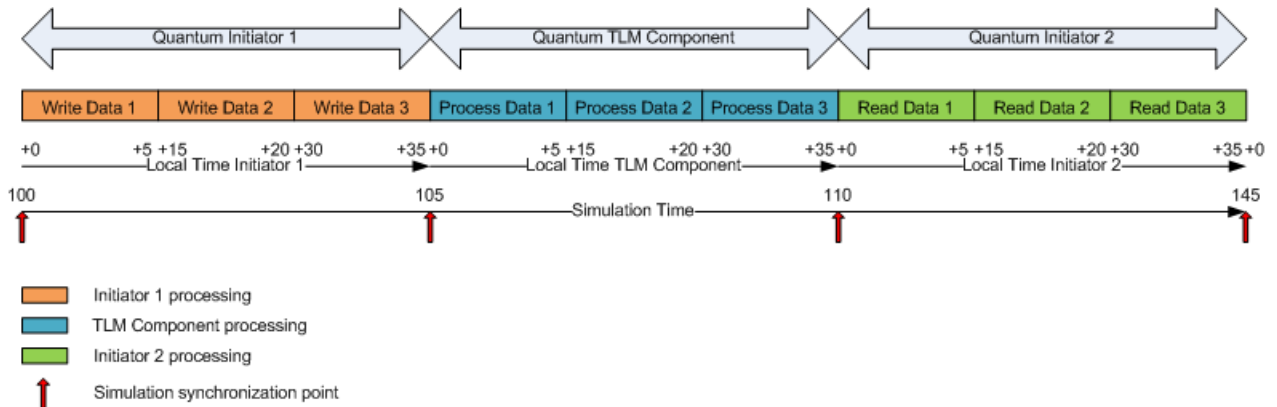 Quantum Initiator 1 Quantum TLM Component Quantum Initiator 2
Write Data 1 Write Data 2 Write Data 3 Process Data 1 Process Data 2 Process Data 3 Read Data 1 Read Data 2 Read Data 3
+0 +5 +15 +20 +30 +35 +0 +5 +15 +20 +30 +35 +0 +5 +15 +20 +30 +35 +0
Local Time Initiator 1 Local Time TLM Component Local Time Initiator 2
100 105 110 145
Simulation Time
Initiator 1 processing
TLM Component processing
Initiator 2 processing
Simulation synchronization point